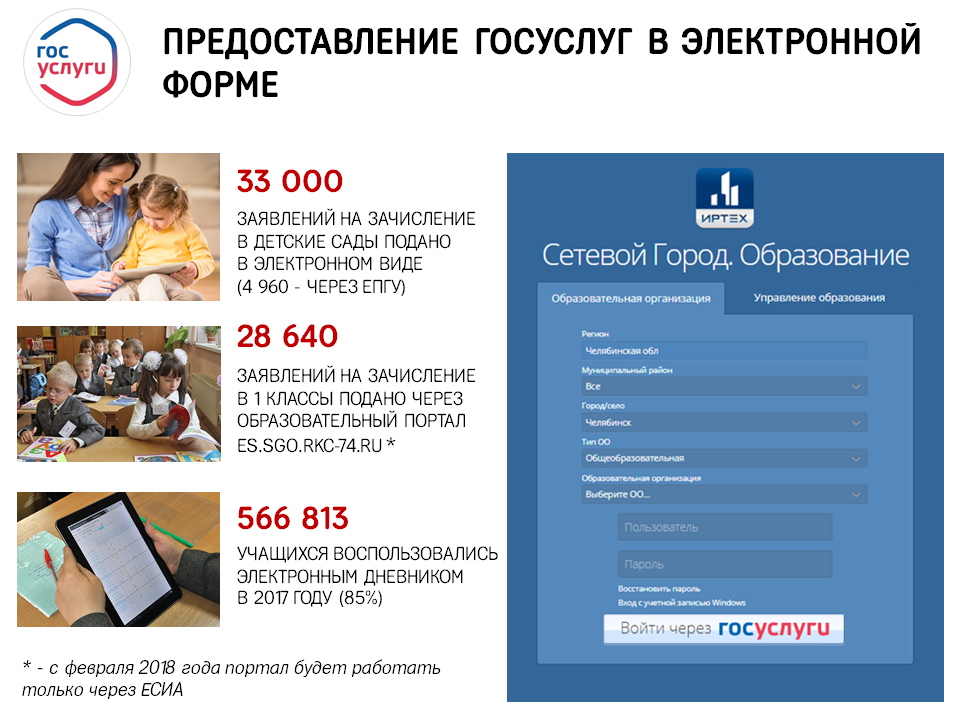 гос
услуги
ПРЕДОСТАВЛЕНИЕ ГОСУСЛУГ В ЭЛЕКТРОННОЙ
ФОРМЕ
33 000
ЗАЯВЛЕНИЙ НА ЗАЧИСЛЕНИЕ
В ДЕТСКИЕ САДЫ ПОДАНО
В ЭЛЕКТРОННОМ ВИДЕ
(4 960 - ЧЕРЕЗ ЕПГУ)
28 640
ЗАЯВЛЕНИЙ НА ЗАЧИСЛЕНИЕ
В 1 КЛАССЫ ПОДАНО ЧЕРЕЗ
ОБРАЗОВАТЕЛЬНЫЙ ПОРТАЛ
ES.SGO.RKC-74.RU *
566 813
УЧАЩИХСЯ ВОСПОЛЬЗОВАЛИСЬ
ЭЛЕКТРОННЫМ ДНЕВНИКОМ
В 2017 ГОДУ (85%)
* - с февраля 2018 года портал будет работать
только через ЕСИА
ИРТЕХ
Сетевой Город. Образование
Образовательная организация
Управление образования
Регион
Челябинская обл
Муниципальный район
Все
Город/село
Челябинск
Тип ОО
Общеобразовательная
Образовательная организация
Выберите ОО...
Пользователь
Пароль
Восстановить пароль
Вход с учетной записью Windows
Войти через госуслуги